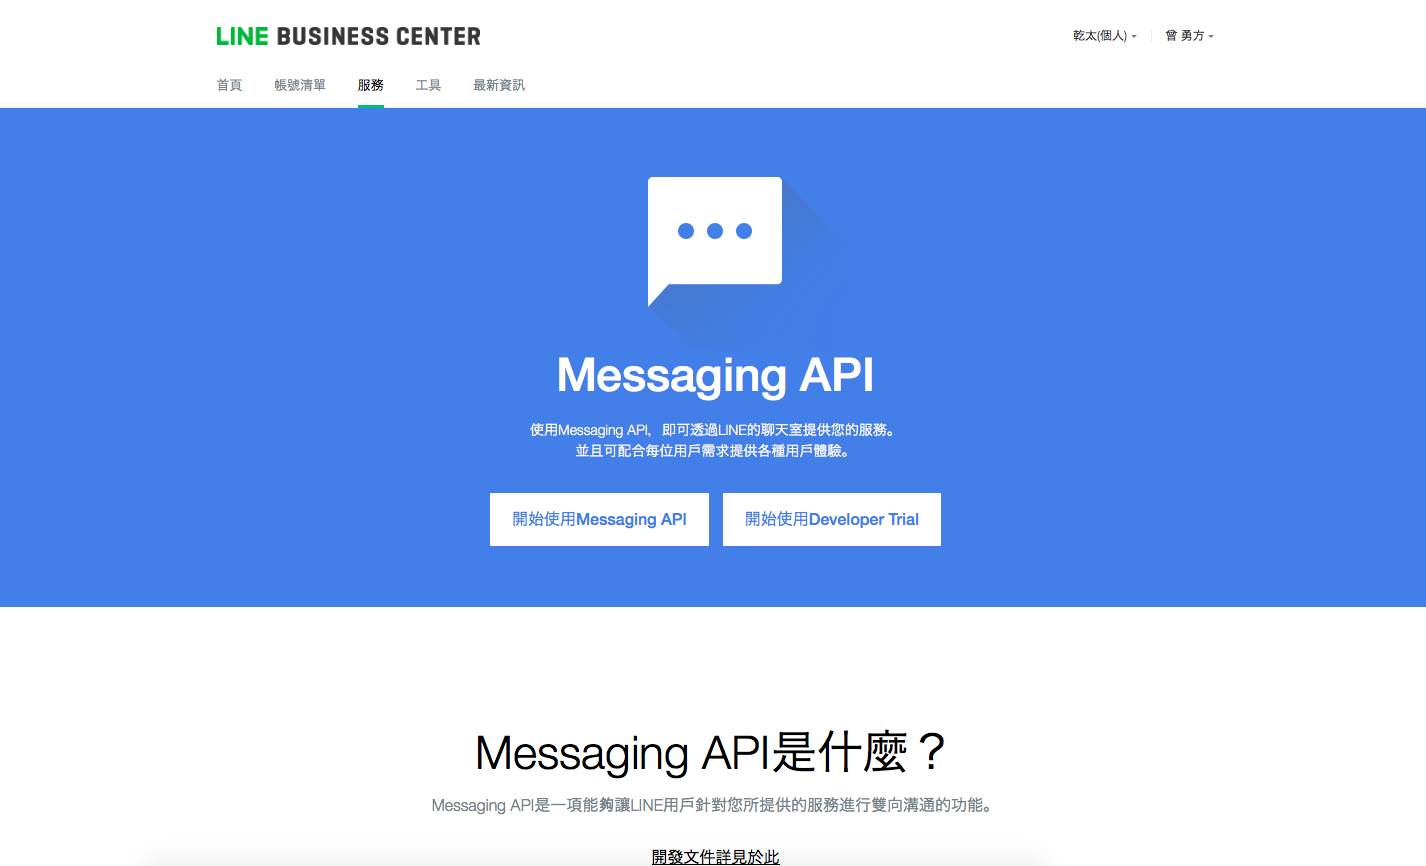 LINE BUSINESS CENTER
乾太(個人)
曾 勇方
首頁
帳號清單
服務
工具
最新資訊
Messaging API
使用Messaging API，即可透過LINE的聊天室提供您的服務。
並且可配合每位用戶需求提供各種用戶體驗。
開始使用Messaging API
開始使用Developer Trial
Messaging API是什麼？
Messaging API是一項能夠讓LINE用戶針對您所提供的服務進行雙向溝通的功能。
開發文件詳見於此